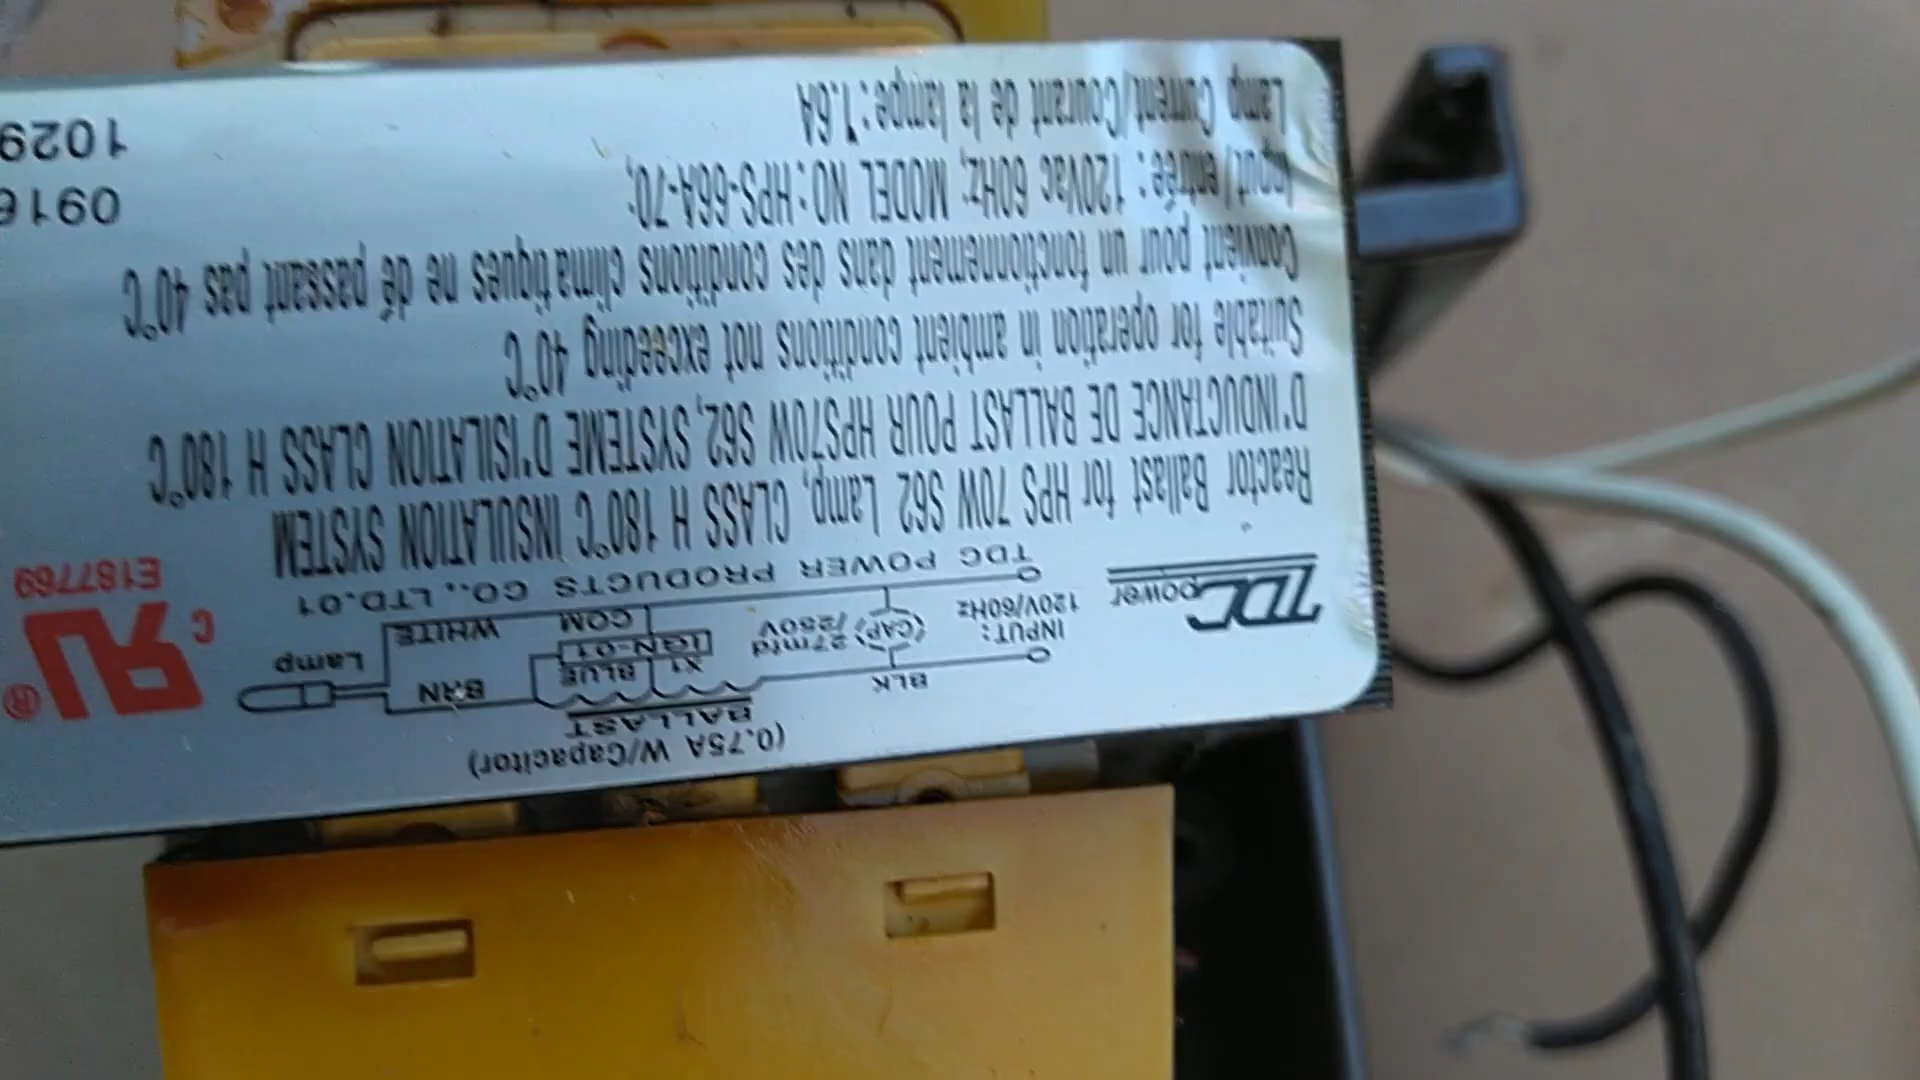 (0.75A W/Capacitor)
BALLAST
BLK
X1
BLUE
BRN
Lamp
INPUT:
120V/60Hz
(CAP)
27mfd
/250V
IGN-01
COM
WHITE
TDC power
TDC POWER PRODUCTS CO., LTD.01
c RU ®
E187769
Reactor Ballast for HPS 70W S62 Lamp, CLASS H 180°C INSULATION SYSTEM
D'INDUCTANCE DE BALLAST POUR HPS70W S62, SYSTEME D'ISILATION CLASS H 180°C
Suitable for operation in ambient conditions not exceeding 40°C
Convient pour un fonctionnement dans des conditions climatiques ne dé passant pas 40°C
Input/entrée: 120Vac 60Hz; MODEL NO: HPS-66A-70;
Lamp Current/Courant de la lampe: 1.6A
0916
1029